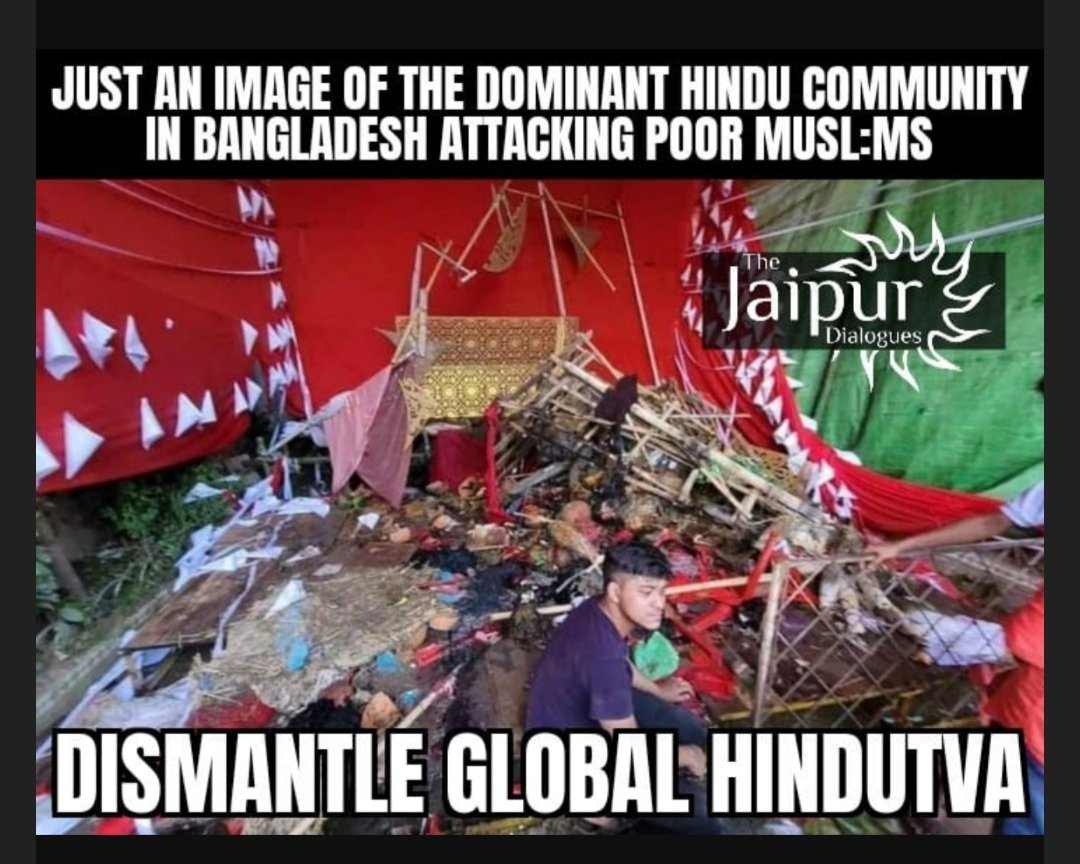 JUST AN IMAGE OF THE DOMINANT HINDU COMMUNITY
IN BANGLADESH ATTACKING POOR MUSL:MS
The
Jaipur
Dialogues
DISMANTLE GLOBAL HINDUTVA